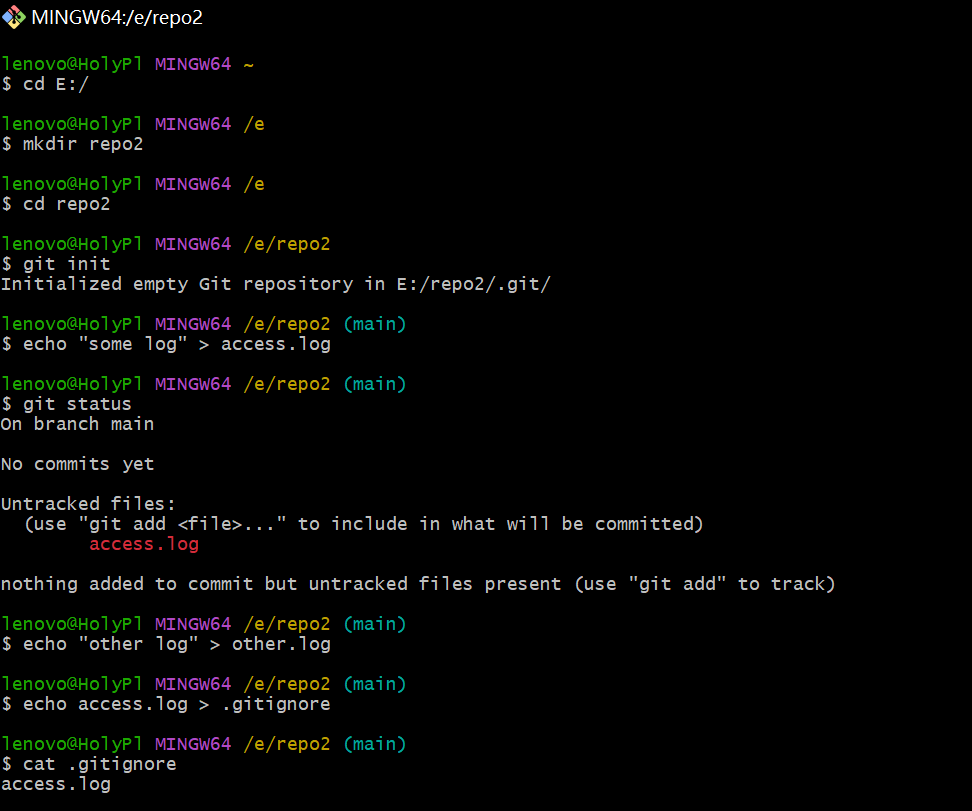 MINGW64:/e/repo2
lenovo@HolyPl MINGW64 ~
$ cd E:/
lenovo@HolyPl MINGW64 /e
$ mkdir repo2
lenovo@HolyPl MINGW64 /e
$ cd repo2
lenovo@HolyPl MINGW64 /e/repo2
$ git init
Initialized empty Git repository in E:/repo2/.git/
lenovo@HolyPl MINGW64 /e/repo2 (main)
$ echo "some log" > access.log
lenovo@HolyPl MINGW64 /e/repo2 (main)
$ git status
On branch main
No commits yet
Untracked files:
  (use "git add <file>..." to include in what will be committed)
        access.log
nothing added to commit but untracked files present (use "git add" to track)
lenovo@HolyPl MINGW64 /e/repo2 (main)
$ echo "other log" > other.log
lenovo@HolyPl MINGW64 /e/repo2 (main)
$ echo access.log > .gitignore
lenovo@HolyPl MINGW64 /e/repo2 (main)
$ cat .gitignore
access.log